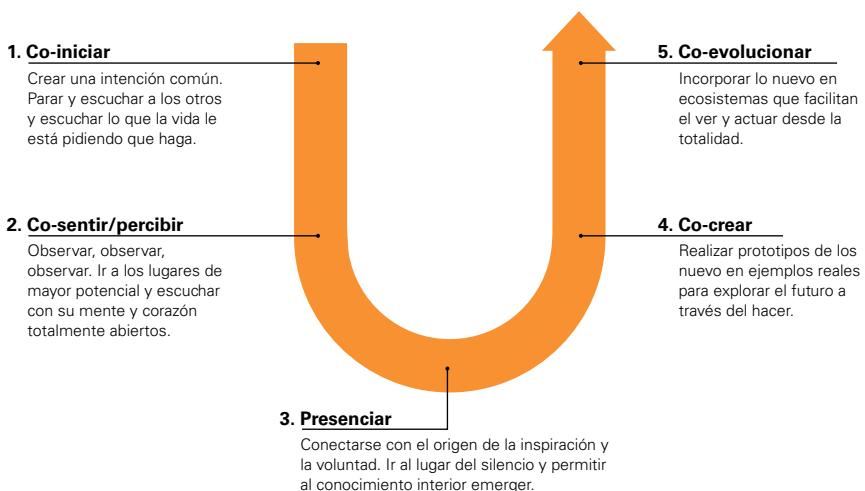 1. Co-iniciar
Crear una intención común.
Parar y escuchar a los otros
y escuchar lo que la vida le
está pidiendo que haga.
2. Co-sentir/percibir
Observar, observar,
observar. Ir a los lugares de
mayor potencial y escuchar
con su mente y corazón
totalmente abiertos.
3. Presenciar
Conectarse con el origen de la inspiración y
la voluntad. Ir al lugar del silencio y permitir
al conocimiento interior emerger.
4. Co-crear
Realizar prototipos de los
nuevo en ejemplos reales
para explorar el futuro a
través del hacer.
5. Co-evolucionar
Incorporar lo nuevo en
ecosistemas que facilitan
el ver y actuar desde la
totalidad.